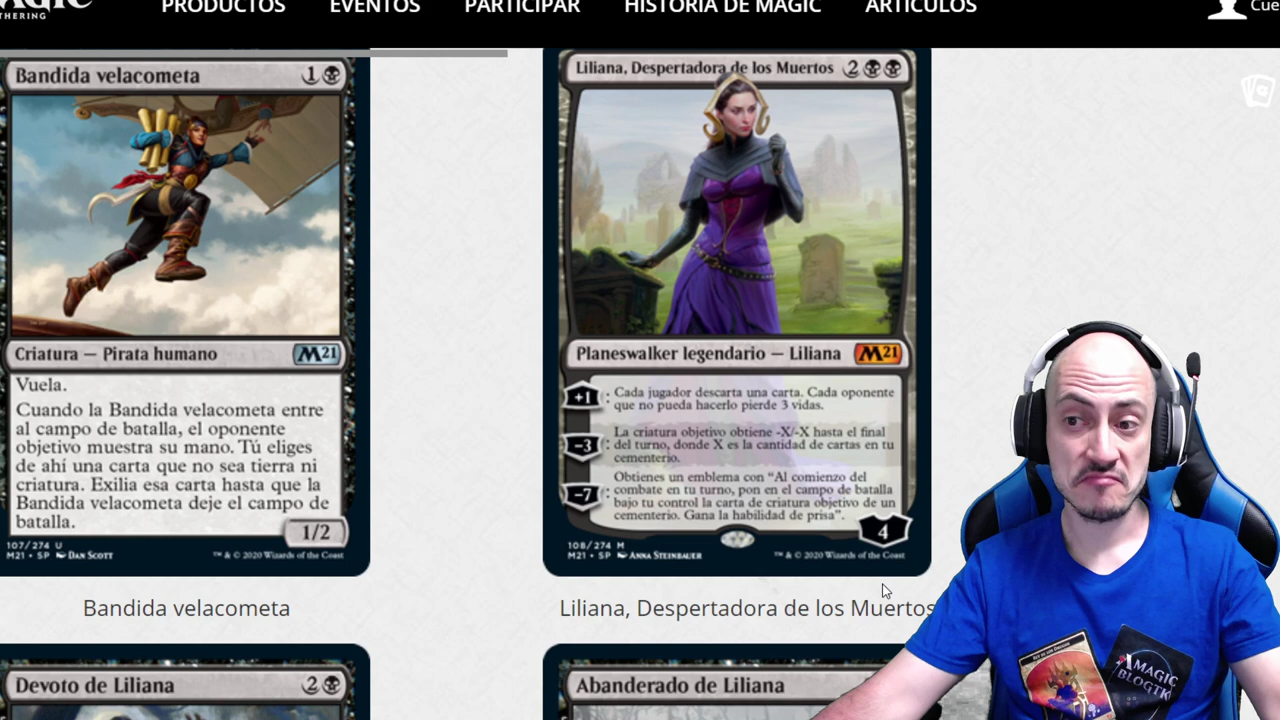 THERING
PRODUCTOS EVENTOS PARTICIPAR HISTORIA DE MAGIC ARTÍCULOS
Cue
Bandida velacometa 1
Criatura — Pirata humano M21
Vuela.
Cuando la Bandida velacometa entre
al campo de batalla, el oponente
objetivo muestra su mano. Tú eliges
de ahí una carta que no sea tierra ni
criatura. Exilia esa carta hasta que la
Bandida velacometa deje el campo de
batalla.
1/2
107/274 U
M21 • SP DAN SCOTT ™ & © 2020 Wizards of the Coast
Bandida velacometa
Liliana, Despertadora de los Muertos 2
Planeswalker legendario — Liliana M21
+1 : Cada jugador descarta una carta. Cada oponente
que no pueda hacerlo pierde 3 vidas.
-3 : La criatura objetivo obtiene -X/-X hasta el final
del turno, donde X es la cantidad de cartas en tu
cementerio.
-7 : Obtienes un emblema con “Al comienzo del
combate en tu turno, pon en el campo de batalla
bajo tu control la carta de criatura objetivo de un
cementerio. Gana la habilidad de prisa”.
4
108/274 M
M21 • SP ANNA STEINBAUER ™ & © 2020 Wizards of the Coast
Liliana, Despertadora de los Muertos
Devoto de Liliana 2
Abanderado de Liliana
MAGIC
BLOGTK